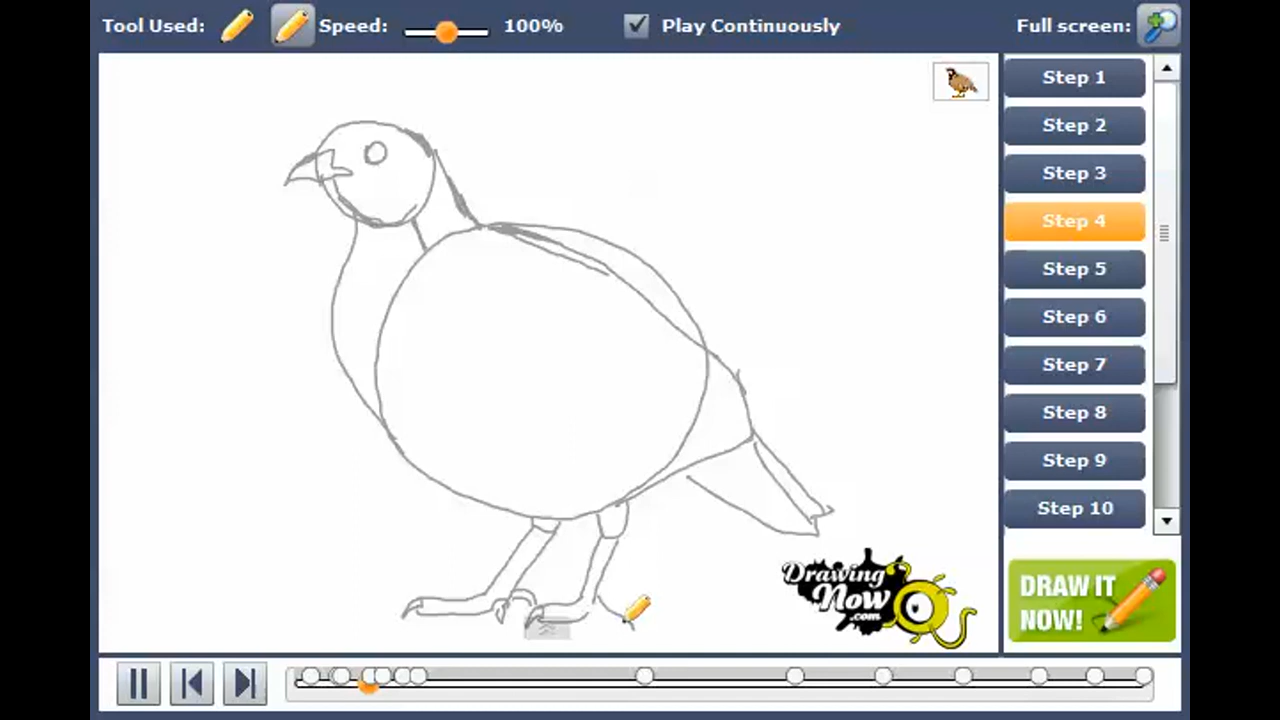 Tool Used: Speed: 100% Play Continuously Full screen:
Step 1
Step 2
Step 3
Step 4
Step 5
Step 6
Step 7
Step 8
Step 9
Step 10
Drawing
Now
.com
DRAW IT
NOW!